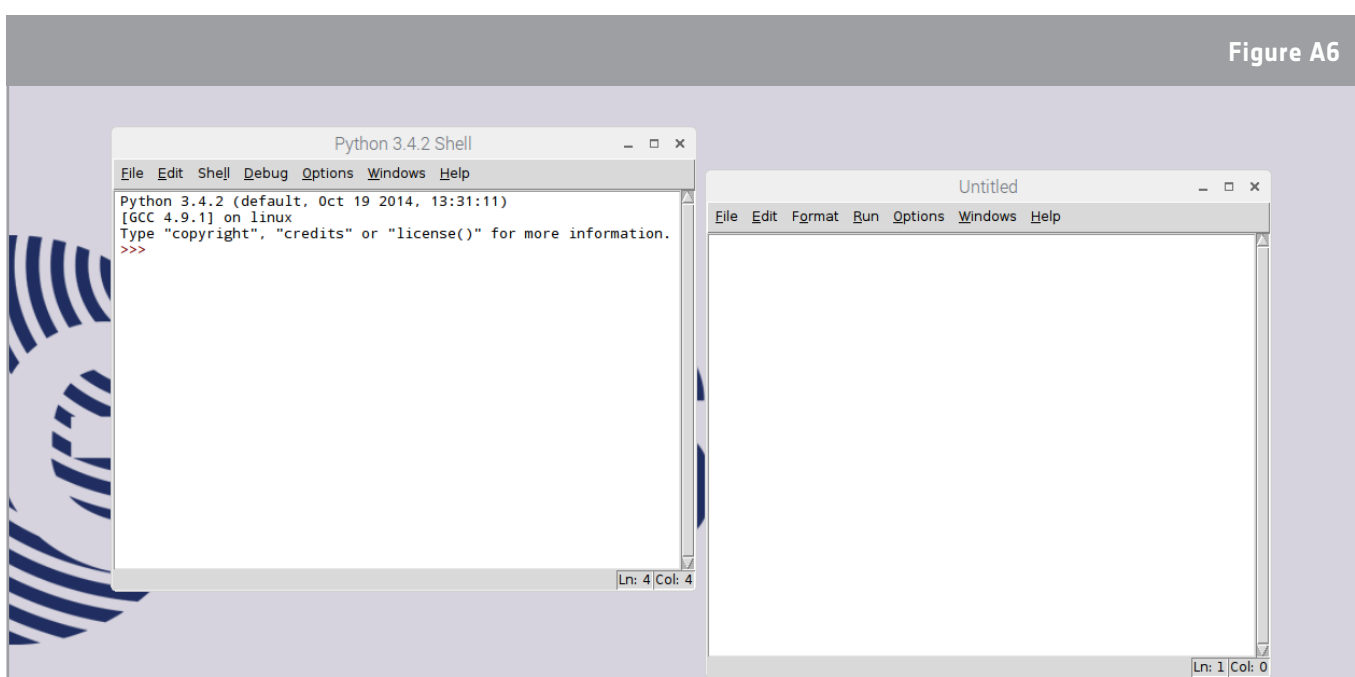 Figure A6
Python 3.4.2 Shell
File Edit Shell Debug Options Windows Help
Python 3.4.2 (default, Oct 19 2014, 13:31:11)
[GCC 4.9.1] on linux
Type "copyright", "credits" or "license()" for more information.
>>>
Ln: 4 Col: 4
Untitled
File Edit Format Run Options Windows Help
Ln: 1 Col: 0